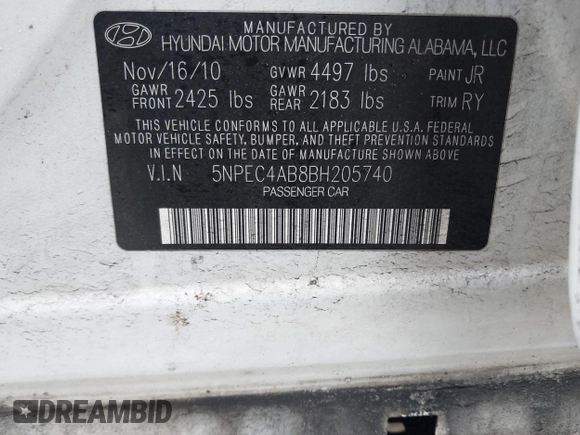 MANUFACTURED BY
HYUNDAI MOTOR MANUFACTURING ALABAMA, LLC
Nov/16/10 GVWR 4497 lbs PAINT JR
GAWR FRONT 2425 lbs GAWR REAR 2183 lbs TRIM RY
THIS VEHICLE CONFORMS TO ALL APPLICABLE U.S.A. FEDERAL
MOTOR VEHICLE SAFETY, BUMPER, AND THEFT PREVENTION STANDARDS
IN EFFECT ON THE DATE OF MANUFACTURE SHOWN ABOVE.
V.I.N 5NPEC4AB8BH205740
PASSENGER CAR
DREAMBID